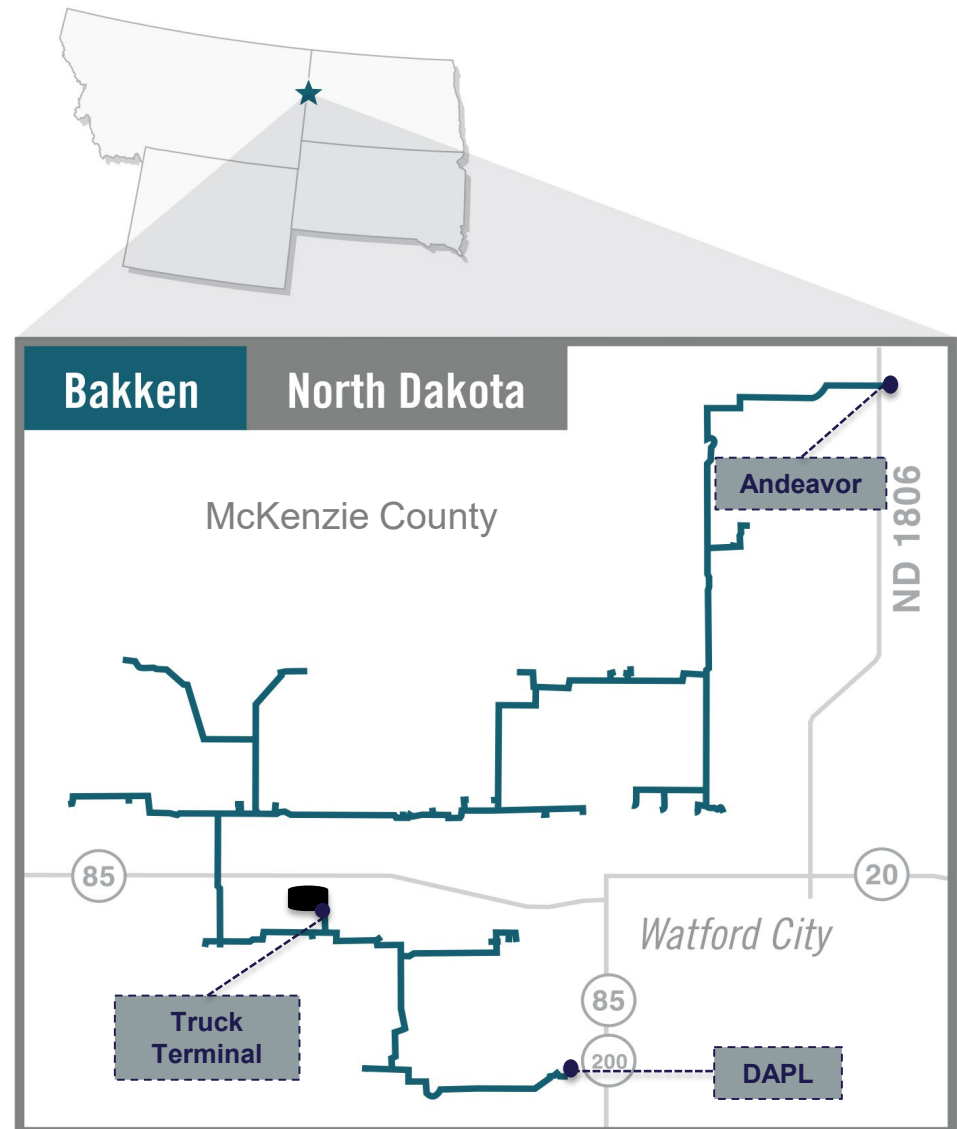 Bakken
North Dakota
McKenzie County
Andeavor
ND 1806
85
20
Watford City
85
200
Truck
Terminal
DAPL